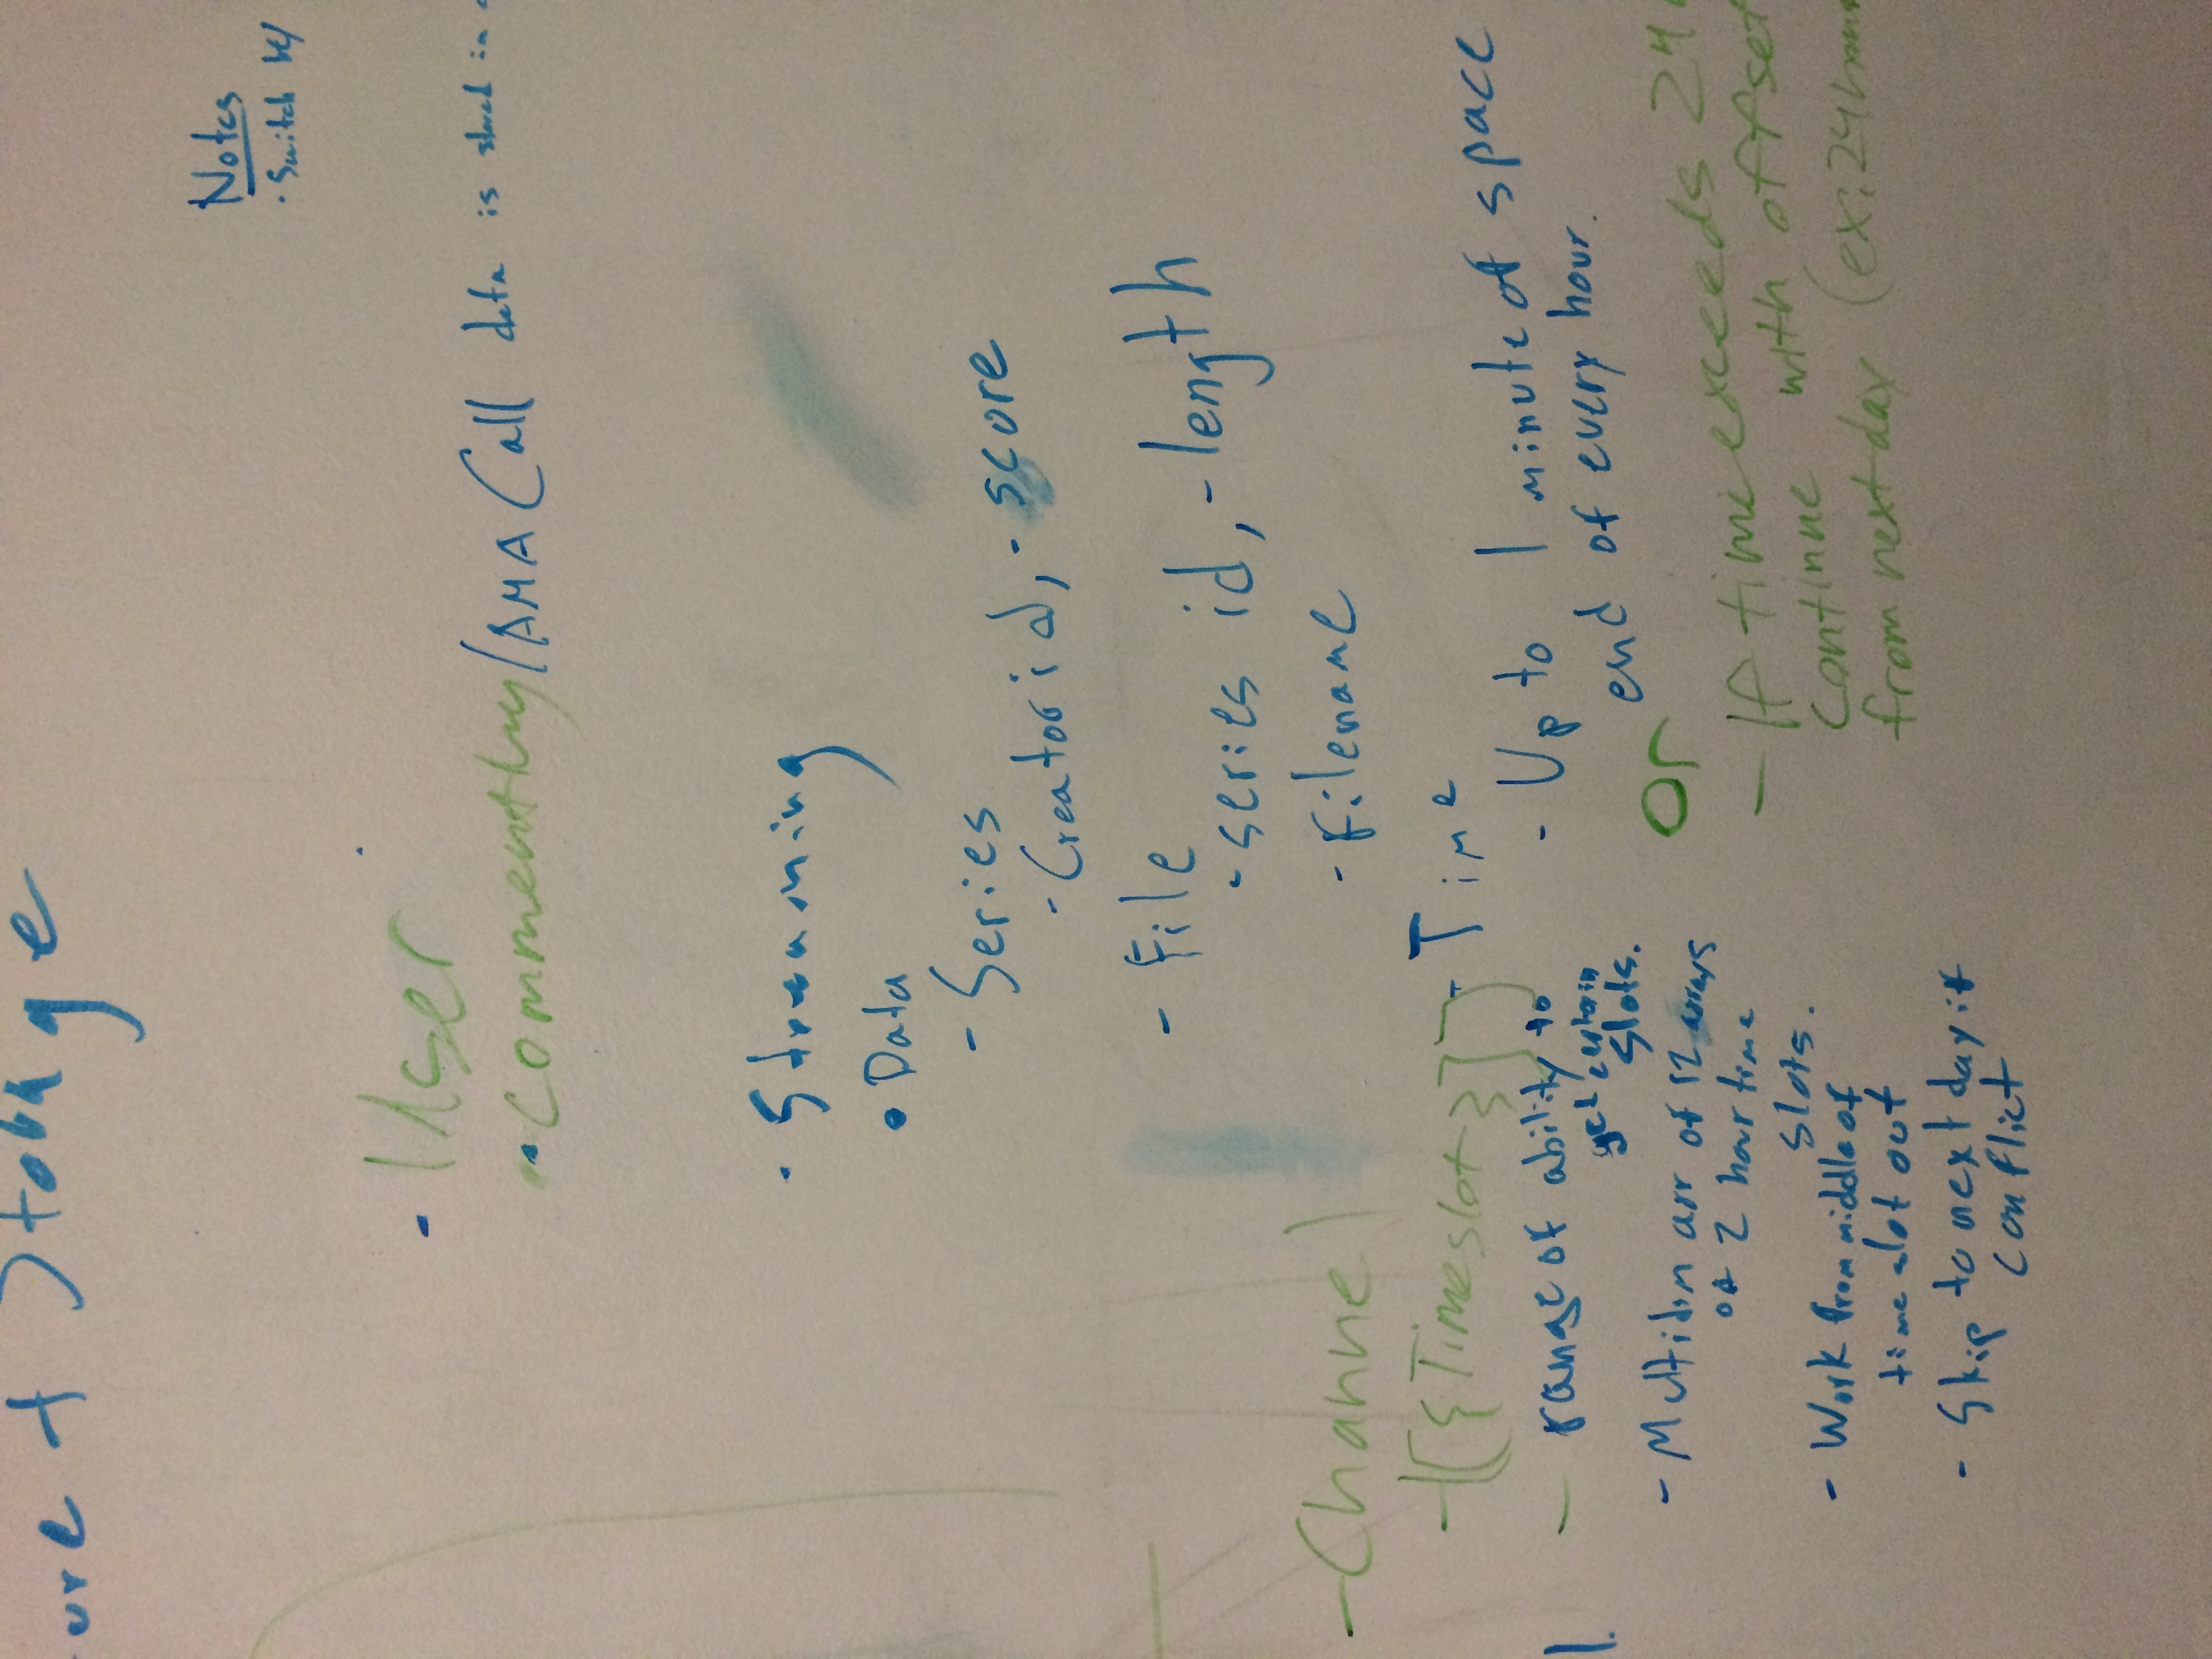 ure + Storage
Notes
· Switch
· User
• Commentary/AMA Call data is stored in
· Streaming
• Data
- Series
- Creator id, - score
- File
- series id, - length
- Filename
- Channel
- [[{Timeslot}]]
- range of ability to
get certain
slots.
- Multidim arr of 12 arrays
of 2 hour time
slots.
- Work from middle of
time slot out
- Skip to next day if
conflict
1.
- Time
- Up to 1 minute of space
end of every hour.
or
- If time exceeds 24
continue with offset
from next day (ex: 24